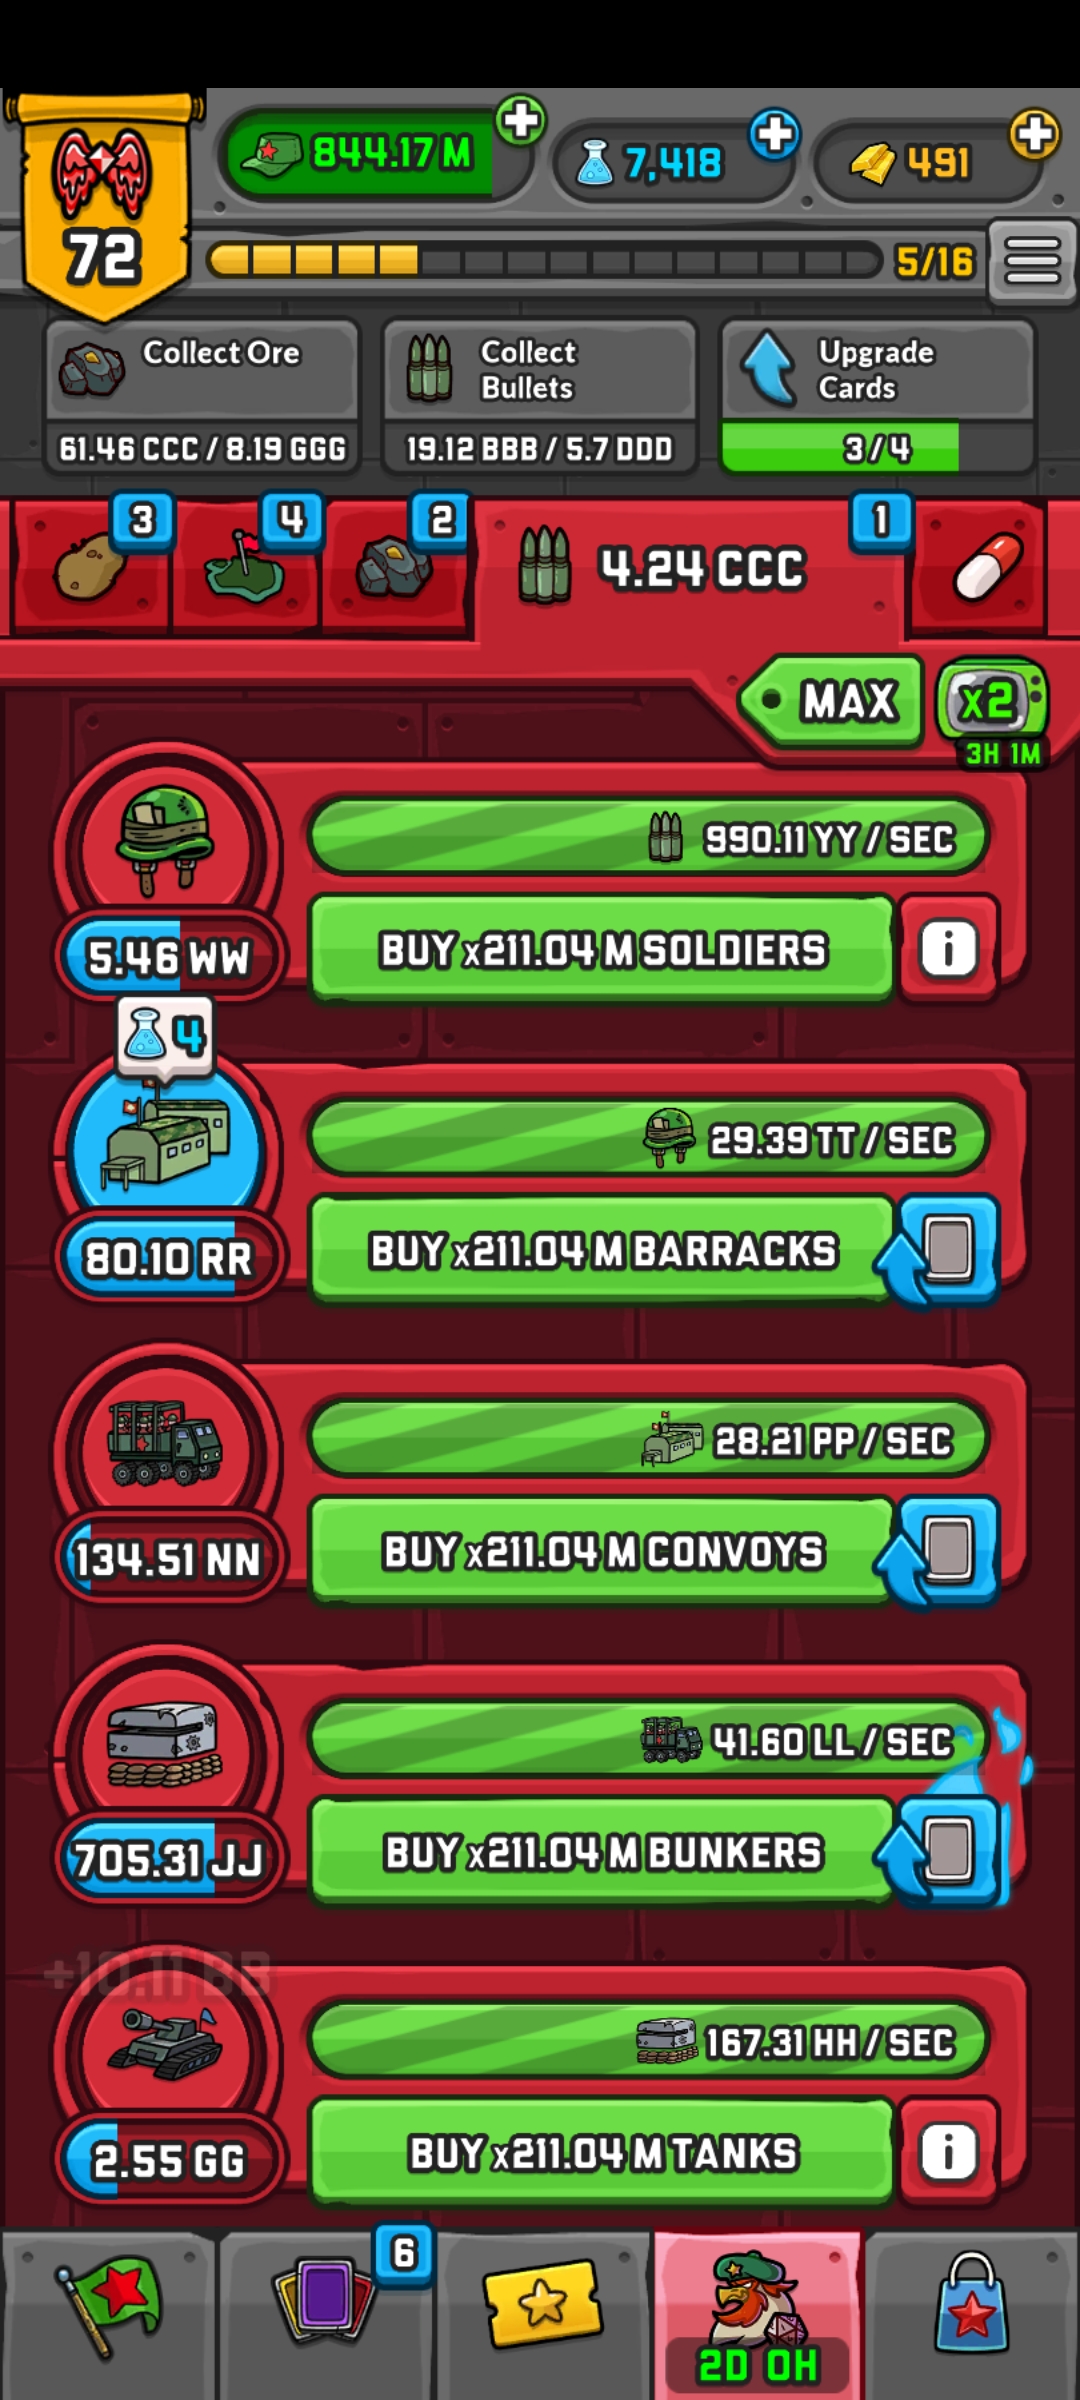 844.17 M
7,418
491
72
5/16
Collect Ore
61.46 CCC / 8.19 GGG
Collect
Bullets
19.12 BBB / 5.7 DDD
Upgrade
Cards
3/4
3
4
2
4.24 CCC
1
MAX
x2
3H 1M
990.11 YY / SEC
5.46 WW
BUY x211.04 M SOLDIERS
i
4
29.39 TT / SEC
80.10 RR
BUY x211.04 M BARRACKS
28.21 PP / SEC
134.51 NN
BUY x211.04 M CONVOYS
41.60 LL / SEC
705.31 JJ
BUY x211.04 M BUNKERS
+10.11 BB
167.31 HH / SEC
2.55 GG
BUY x211.04 M TANKS
i
6
2D 0H